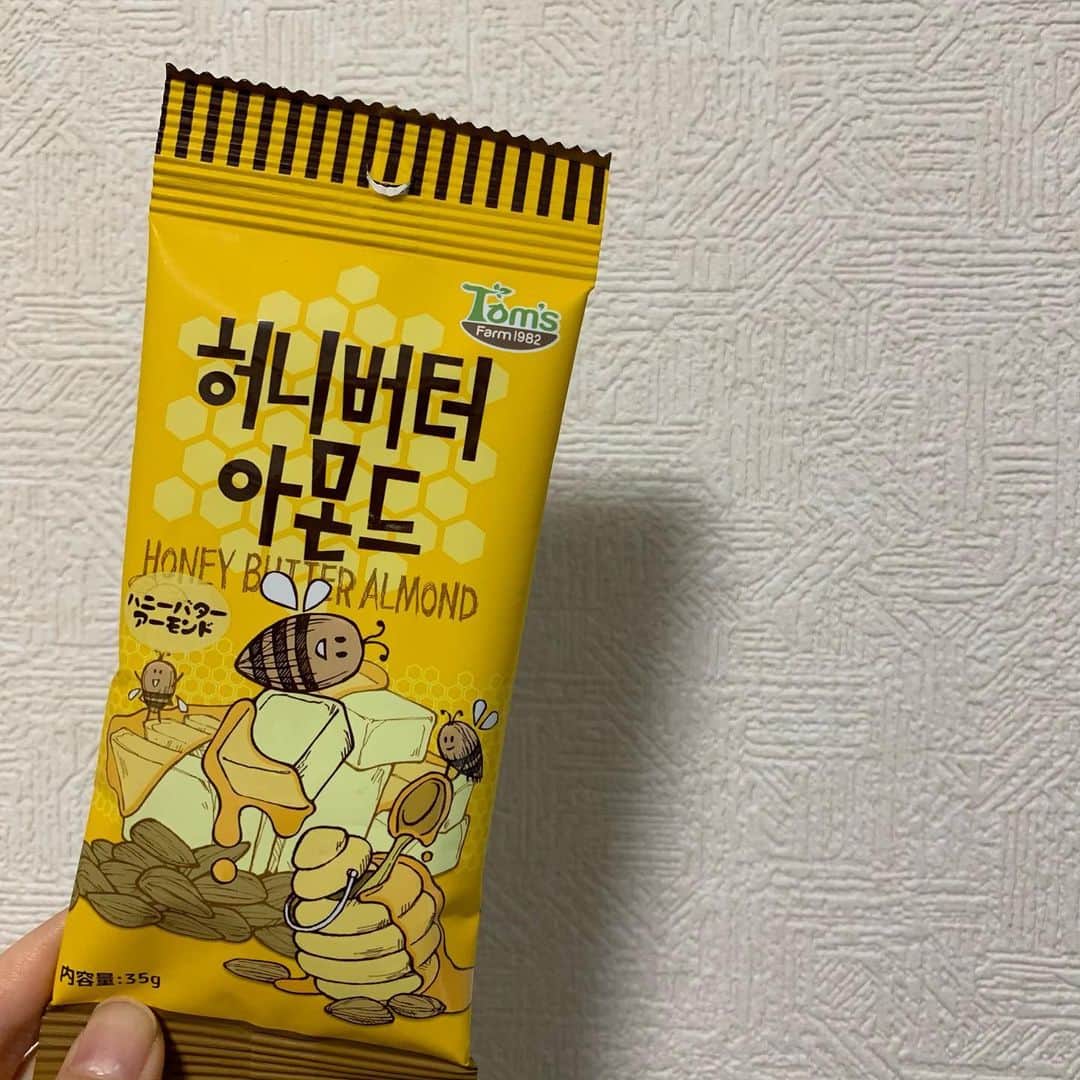 Tom's
Farm 1982
허니버터
아몬드
HONEY BUTTER ALMOND
ハニーバター
アーモンド
内容量:35g